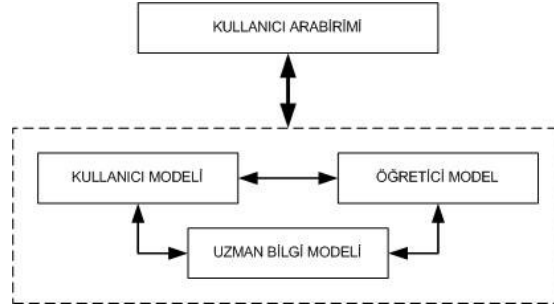 KULLANICI ARABİRİMİ
KULLANICI MODELİ
ÖĞRETİCİ MODEL
UZMAN BİLGİ MODELİ